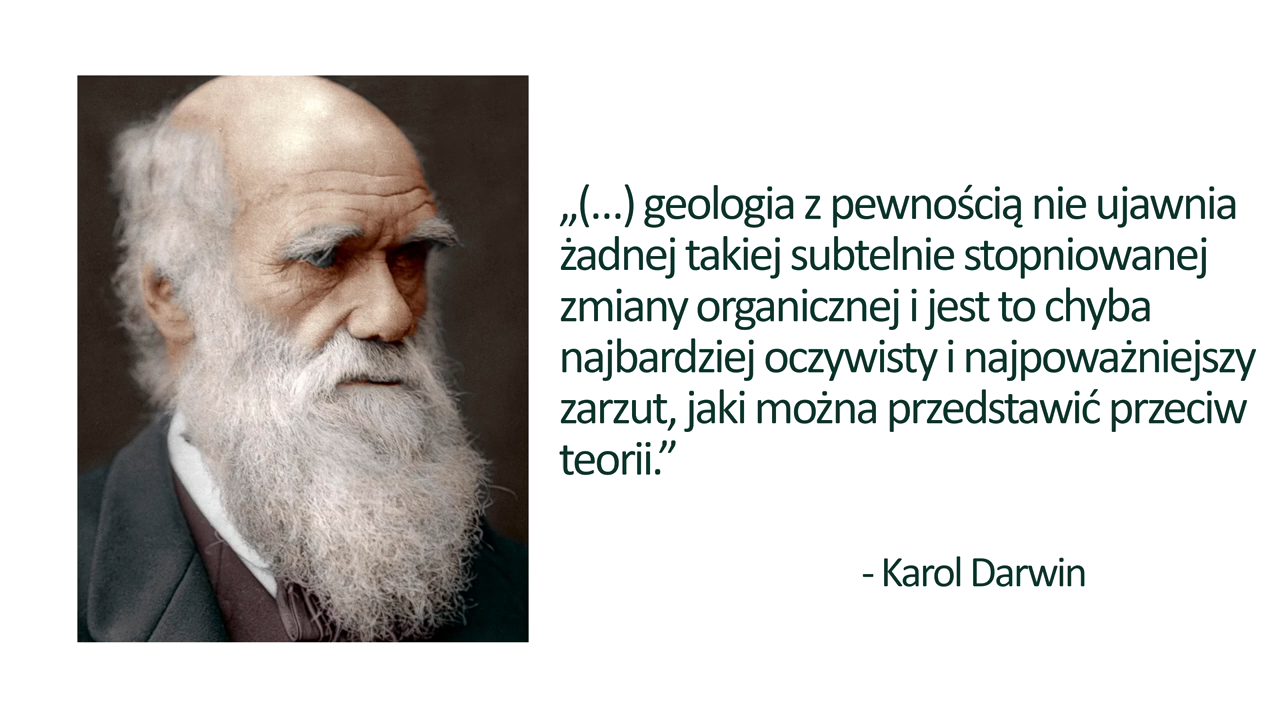 „(...) geologia z pewnością nie ujawnia
żadnej takiej subtelnie stopniowanej
zmiany organicznej i jest to chyba
najbardziej oczywisty i najpoważniejszy
zarzut, jaki można przedstawić przeciw
teorii.”
- Karol Darwin